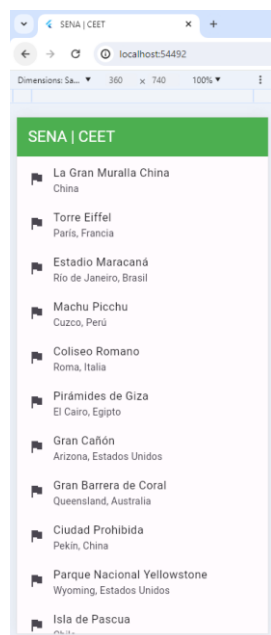 SENA | CEET
localhost:54492
Dimensions: Sa... 360 x 740 100%
SENA | CEET
La Gran Muralla China
China
Torre Eiffel
París, Francia
Estadio Maracaná
Río de Janeiro, Brasil
Machu Picchu
Cuzco, Perú
Coliseo Romano
Roma, Italia
Pirámides de Giza
El Cairo, Egipto
Gran Cañón
Arizona, Estados Unidos
Gran Barrera de Coral
Queensland, Australia
Ciudad Prohibida
Pekín, China
Parque Nacional Yellowstone
Wyoming, Estados Unidos
Isla de Pascua
Chile